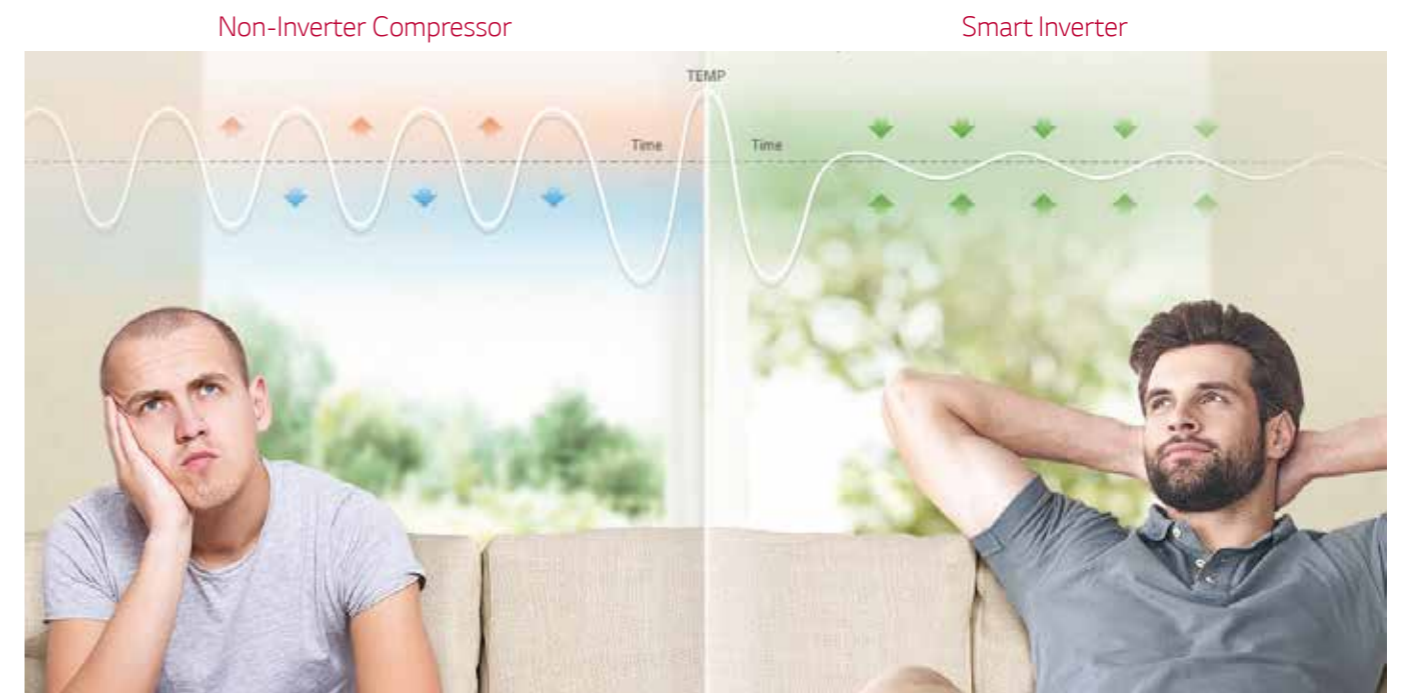 Non-Inverter Compressor
Smart Inverter
TEMP
Time
Time